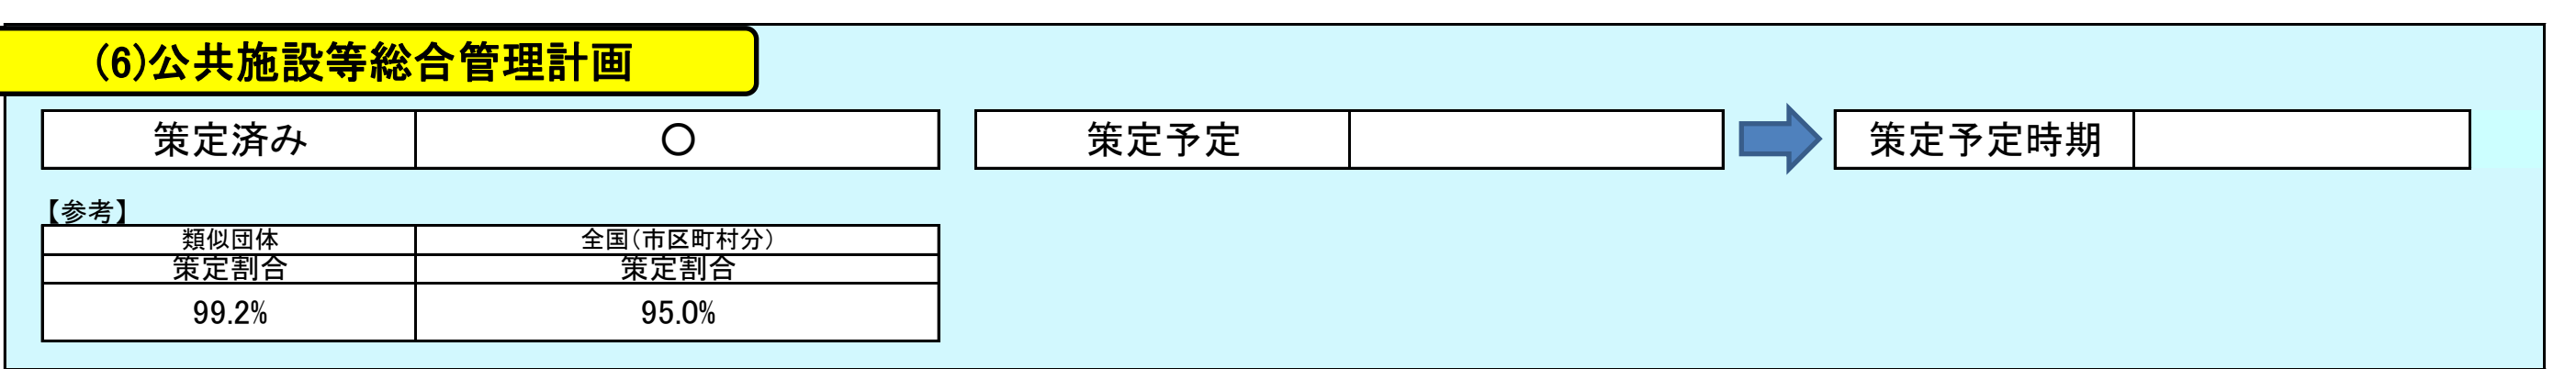 (6)公共施設等総合管理計画
策定済み ○ 策定予定 策定予定時期
【参考】
類似団体 全国(市区町村分)
策定割合 策定割合
99.2% 95.0%